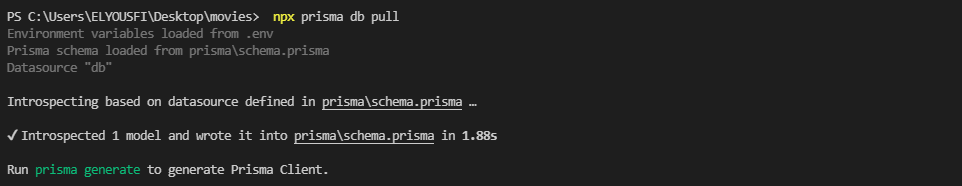 PS C:\Users\ELYOUSFI\Desktop\movies> npx prisma db pull
Environment variables loaded from .env
Prisma schema loaded from prisma\schema.prisma
Datasource "db"
Introspecting based on datasource defined in prisma\schema.prisma …
✔ Introspected 1 model and wrote it into prisma\schema.prisma in 1.88s
Run prisma generate to generate Prisma Client.